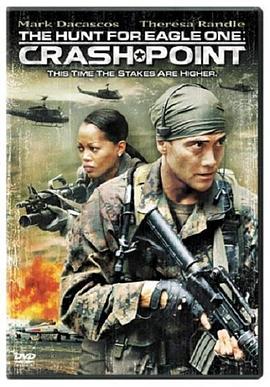 Mark Dacascos Theresa Randle
THE HUNT FOR EAGLE ONE:
CRASH POINT
THIS TIME THE STAKES ARE HIGHER.
DVD